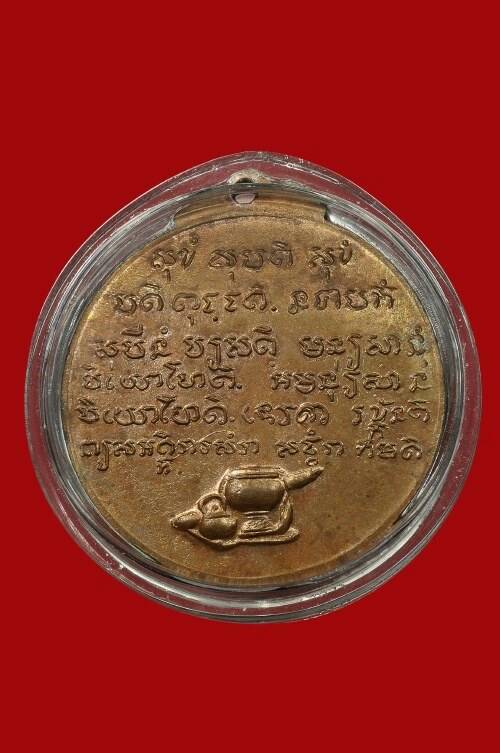 សុខំ សុបតិ សុខំ
បតិពុជ្ឈតិ. នបាបកំ
សុបិនំ បស្សតិ មនុស្សានំ
បិយោហោតិ. អមនុស្សានំ
បិយោហោតិ. ទេវតា រក្ខន្តិ